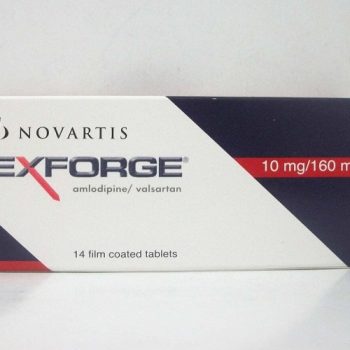 NOVARTIS
EXFORGE®
10 mg/160 m
amlodipine/ valsartan
14 film coated tablets